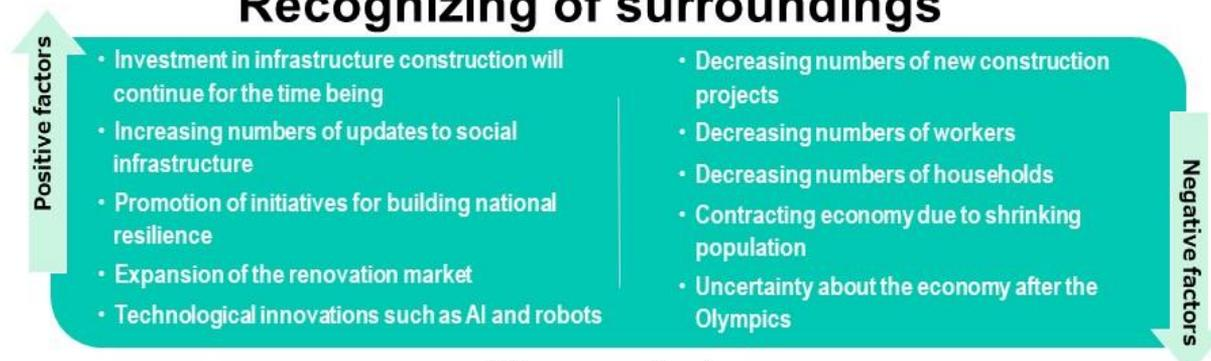 Recognizing of surroundings
Positive factors
• Investment in infrastructure construction will
continue for the time being
• Increasing numbers of updates to social
infrastructure
• Promotion of initiatives for building national
resilience
• Expansion of the renovation market
• Technological innovations such as AI and robots
• Decreasing numbers of new construction
projects
• Decreasing numbers of workers
• Decreasing numbers of households
• Contracting economy due to shrinking
population
• Uncertainty about the economy after the
Olympics
Negative factors